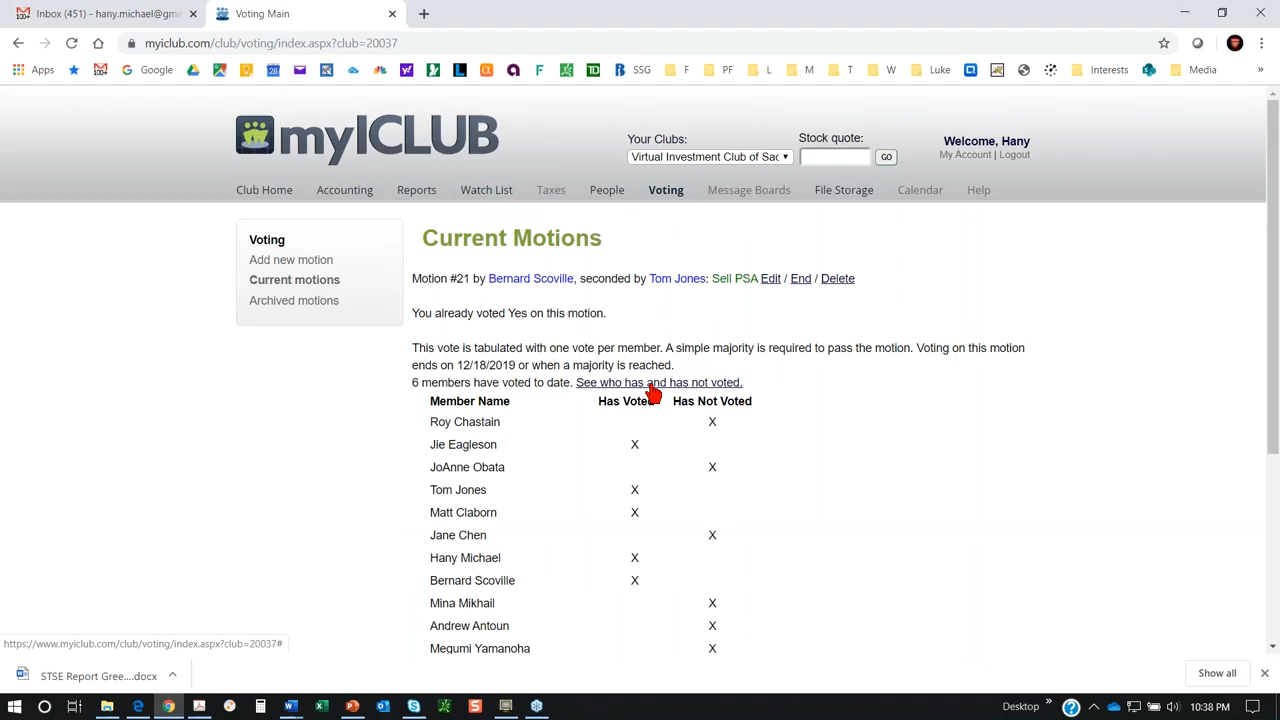 Inbox (451) - hany.michael@gma
Voting Main
myiclub.com/club/voting/index.aspx?club=20037
Apps
Google
SSG
F
PF
L
M
T
W
Luke
Interests
Media
»
myICLUB
Your Clubs:
Virtual Investment Club of Sac
Stock quote:
GO
Welcome, Hany
My Account | Logout
Club Home
Accounting
Reports
Watch List
Taxes
People
Voting
Message Boards
File Storage
Calendar
Help
Voting
Add new motion
Current motions
Archived motions
Current Motions
Motion #21 by Bernard Scoville, seconded by Tom Jones: Sell PSA Edit / End / Delete
You already voted Yes on this motion.
This vote is tabulated with one vote per member. A simple majority is required to pass the motion. Voting on this motion
ends on 12/18/2019 or when a majority is reached.
6 members have voted to date. See who has and has not voted.
Member Name Has Voted Has Not Voted
Roy Chastain X
Jie Eagleson X
JoAnne Obata X
Tom Jones X
Matt Claborn X
Jane Chen X
Hany Michael X
Bernard Scoville X
Mina Mikhail X
Andrew Antoun X
Megumi Yamanoha X
https://www.myiclub.com/club/voting/index.aspx?club=20037#
STSE Report Gree....docx
Show all
Desktop
»
10:38 PM